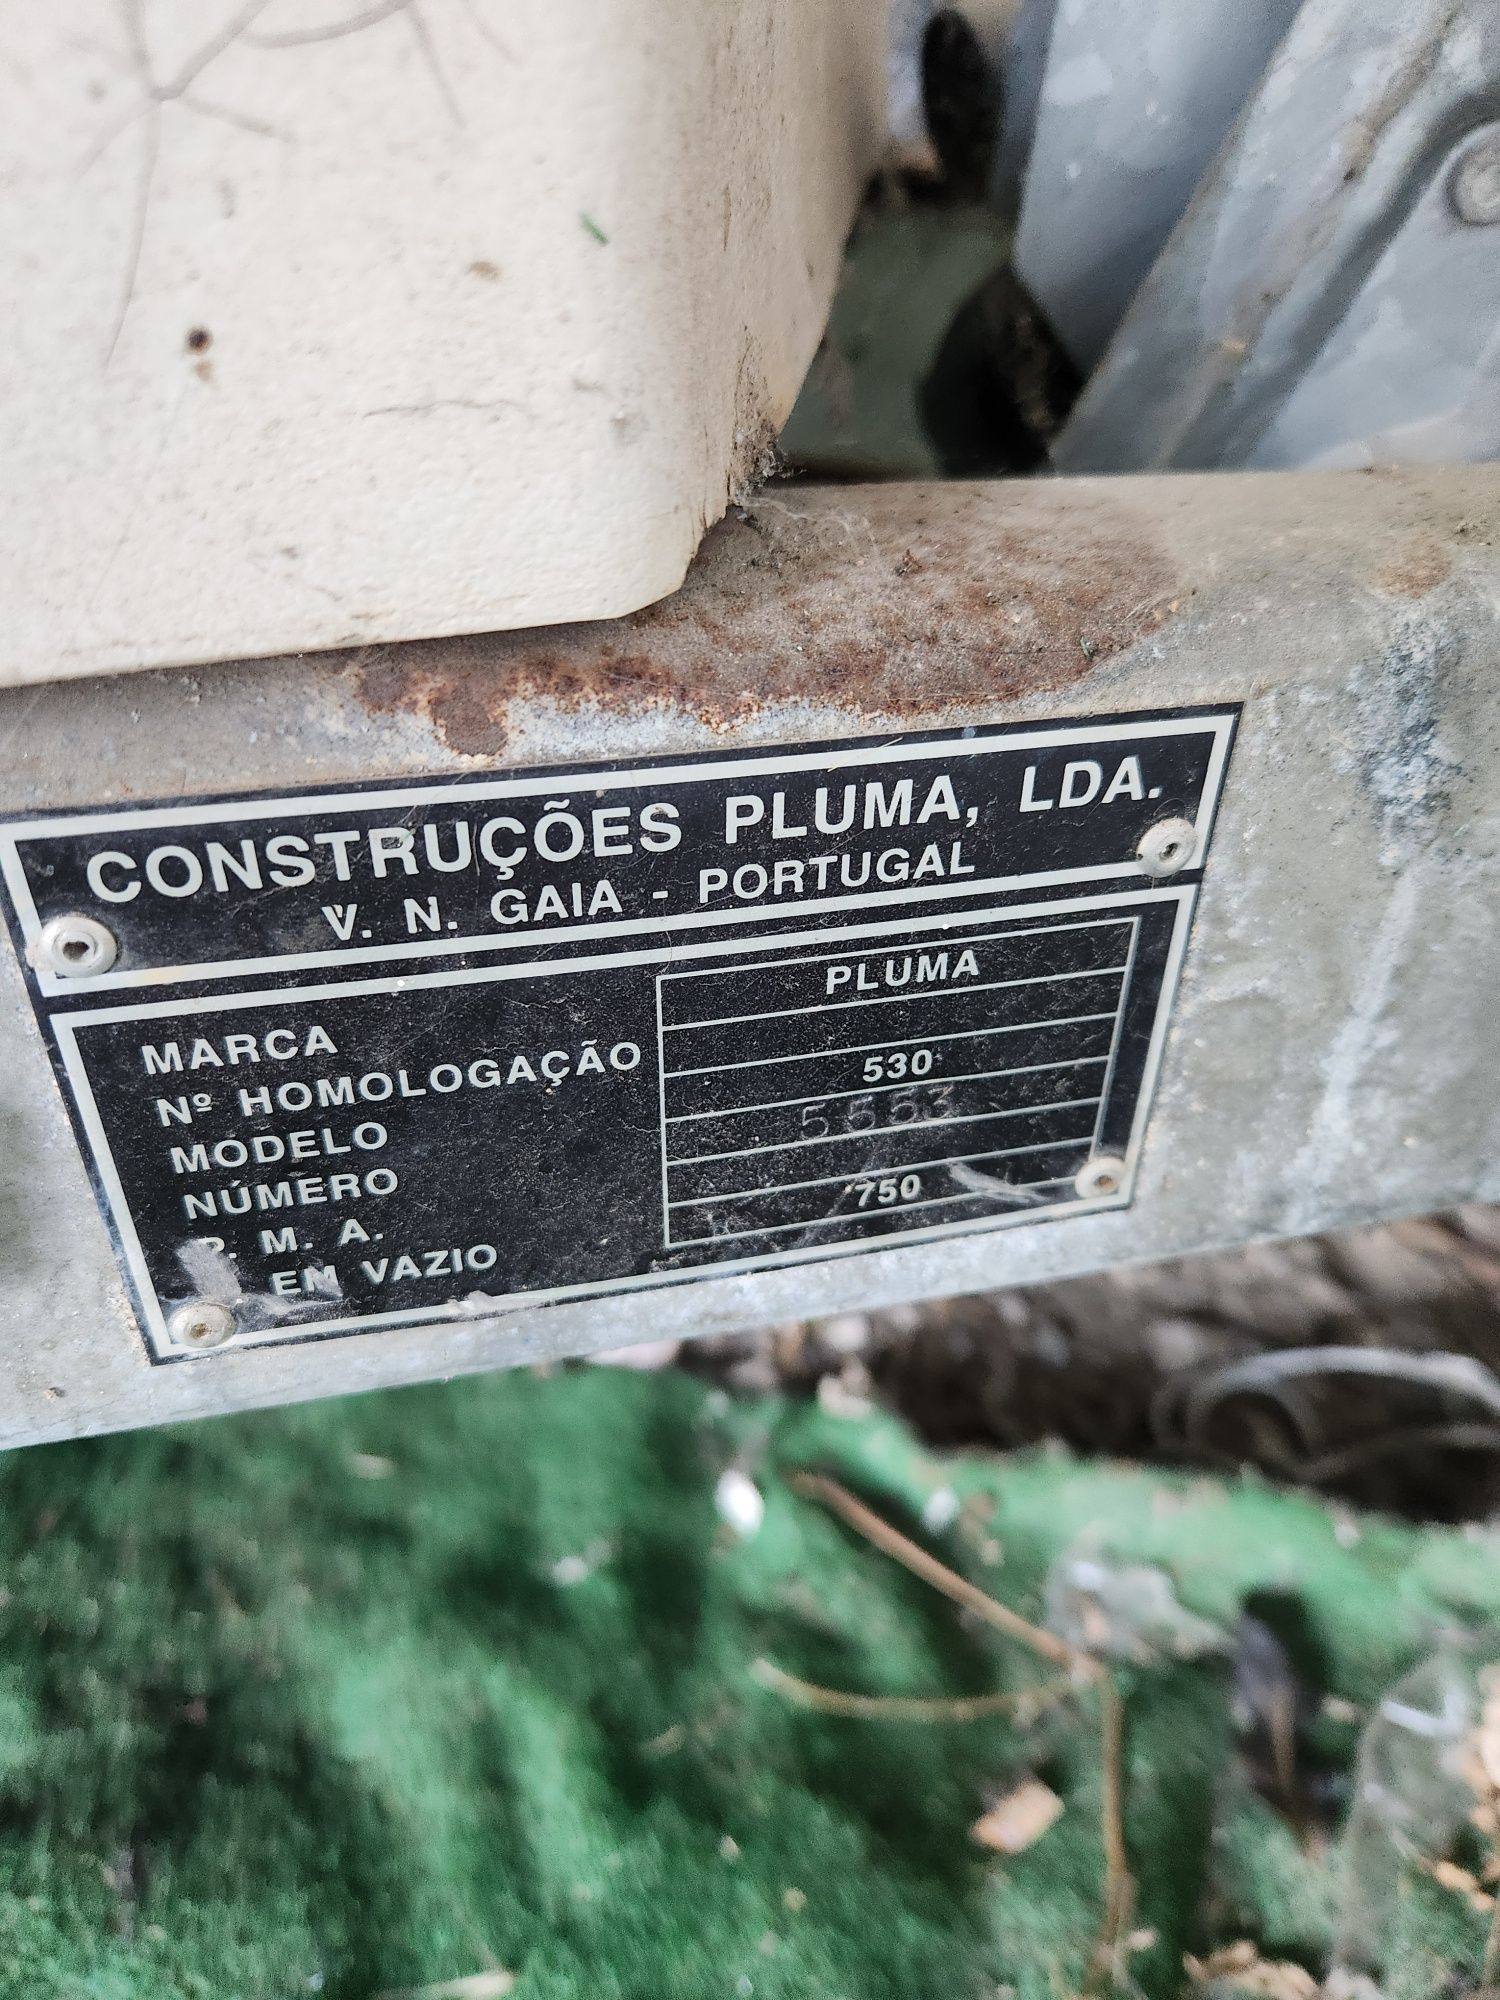 CONSTRUÇÕES PLUMA, LDA.
V. N. GAIA - PORTUGAL
MARCA PLUMA
Nº HOMOLOGAÇÃO
MODELO 530
NÚMERO 5553
P. M. A.
EM VAZIO 750